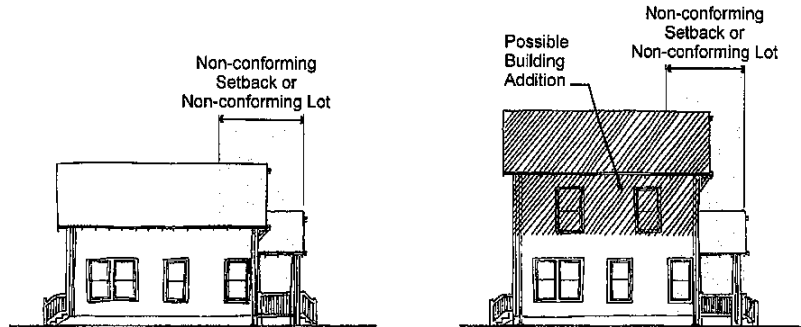 Non-conforming
Setback or
Non-conforming Lot
Possible
Building
Addition
Non-conforming
Setback or
Non-conforming Lot